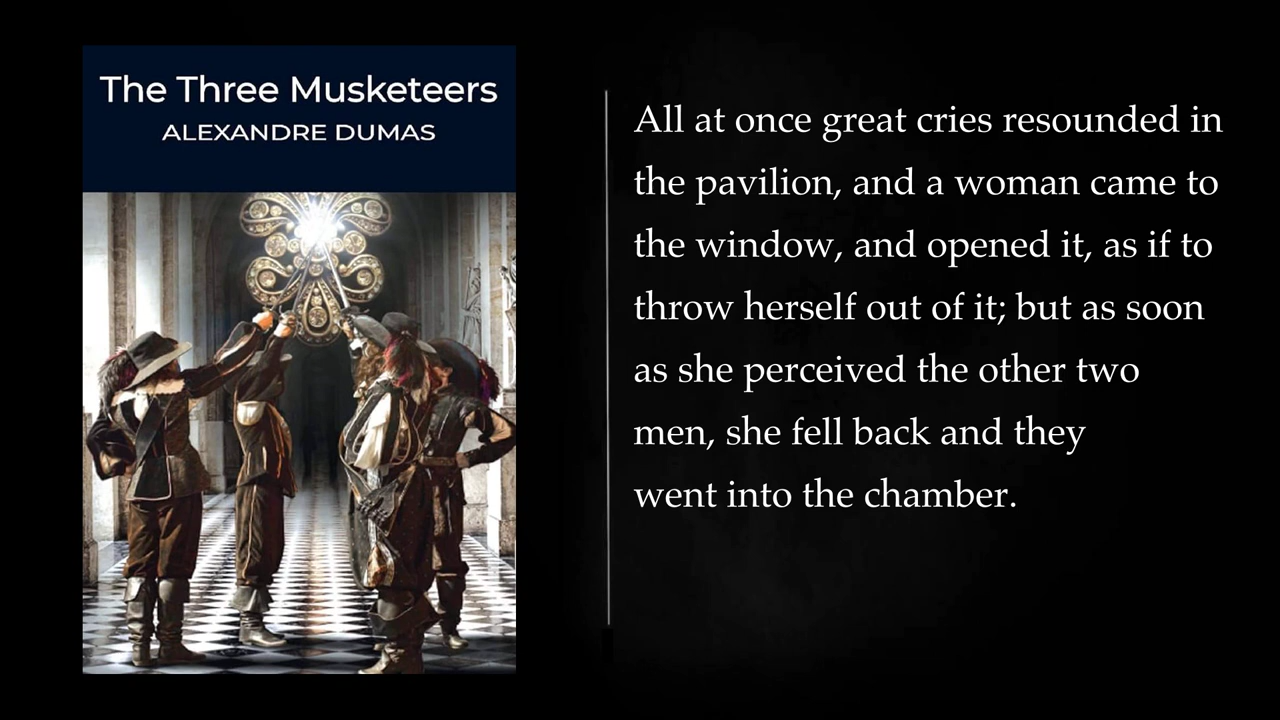 The Three Musketeers
ALEXANDRE DUMAS
All at once great cries resounded in
the pavilion, and a woman came to
the window, and opened it, as if to
throw herself out of it; but as soon
as she perceived the other two
men, she fell back and they
went into the chamber.